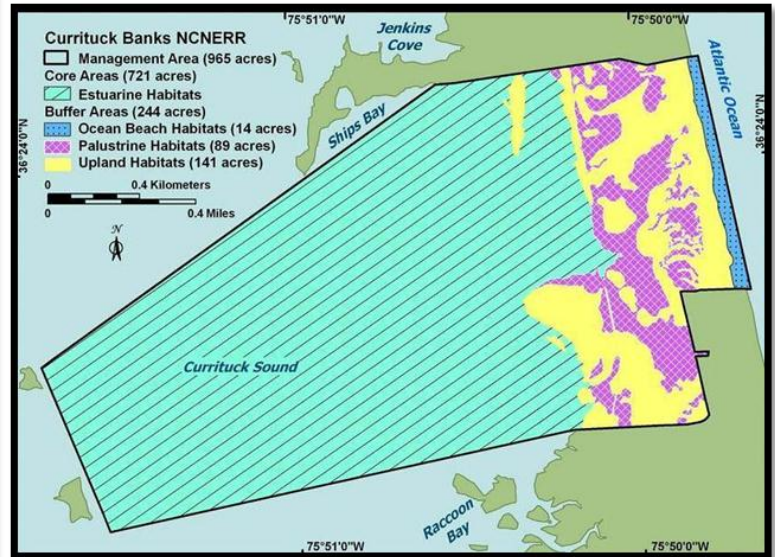 75°51'0"W
75°50'0"W
Currituck Banks NCNERR
Management Area (965 acres)
Core Areas (721 acres)
Estuarine Habitats
Buffer Areas (244 acres)
Ocean Beach Habitats (14 acres)
Palustrine Habitats (89 acres)
Upland Habitats (141 acres)
0 0.4 Kilometers
0 0.4 Miles
N
Jenkins
Cove
Ships Bay
Atlantic Ocean
36°24'0"N
36°24'0"N
Currituck Sound
Raccoon
Bay
75°51'0"W
75°50'0"W